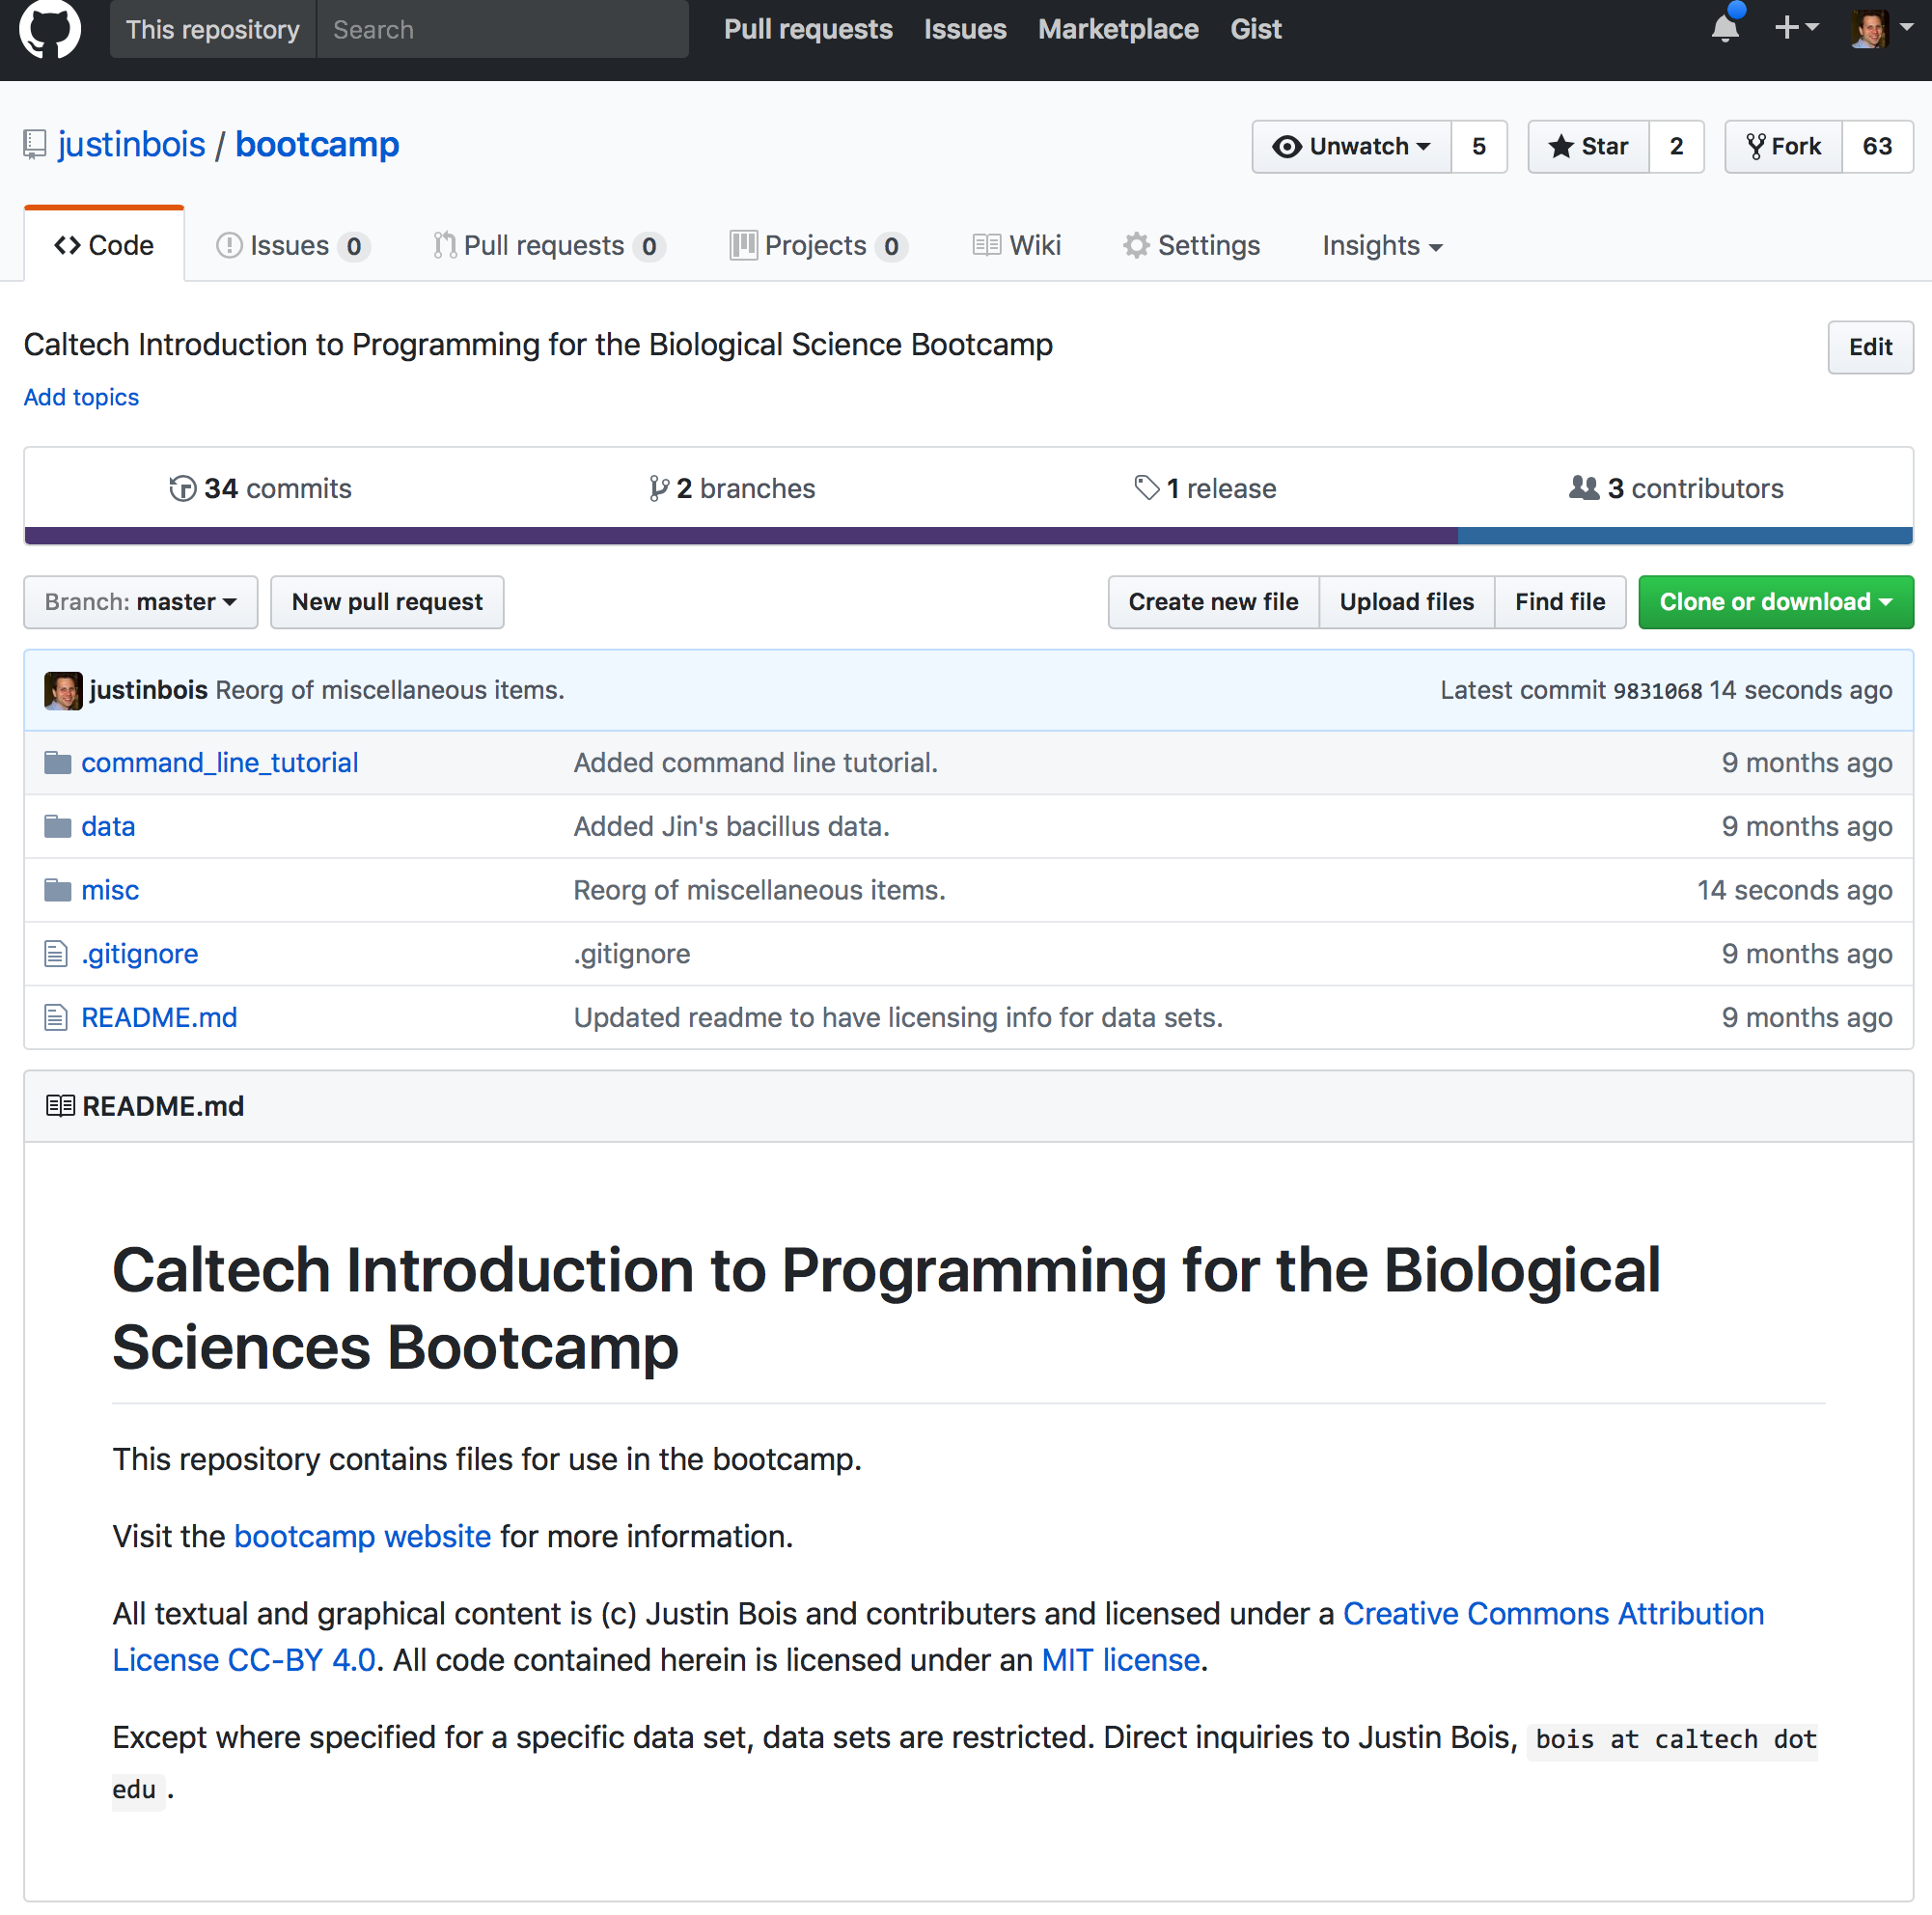 This repository Search Pull requests Issues Marketplace Gist
justinbois / bootcamp Unwatch 5 Star 2 Fork 63
Code Issues 0 Pull requests 0 Projects 0 Wiki Settings Insights
Caltech Introduction to Programming for the Biological Science Bootcamp Edit
Add topics
34 commits 2 branches 1 release 3 contributors
Branch: master New pull request Create new file Upload files Find file Clone or download
justinbois Reorg of miscellaneous items. Latest commit 9831068 14 seconds ago
command_line_tutorial Added command line tutorial. 9 months ago
data Added Jin's bacillus data. 9 months ago
misc Reorg of miscellaneous items. 14 seconds ago
.gitignore .gitignore 9 months ago
README.md Updated readme to have licensing info for data sets. 9 months ago
README.md
Caltech Introduction to Programming for the Biological
Sciences Bootcamp
This repository contains files for use in the bootcamp.
Visit the bootcamp website for more information.
All textual and graphical content is (c) Justin Bois and contributers and licensed under a Creative Commons Attribution
License CC-BY 4.0. All code contained herein is licensed under an MIT license.
Except where specified for a specific data set, data sets are restricted. Direct inquiries to Justin Bois, bois at caltech dot
edu .